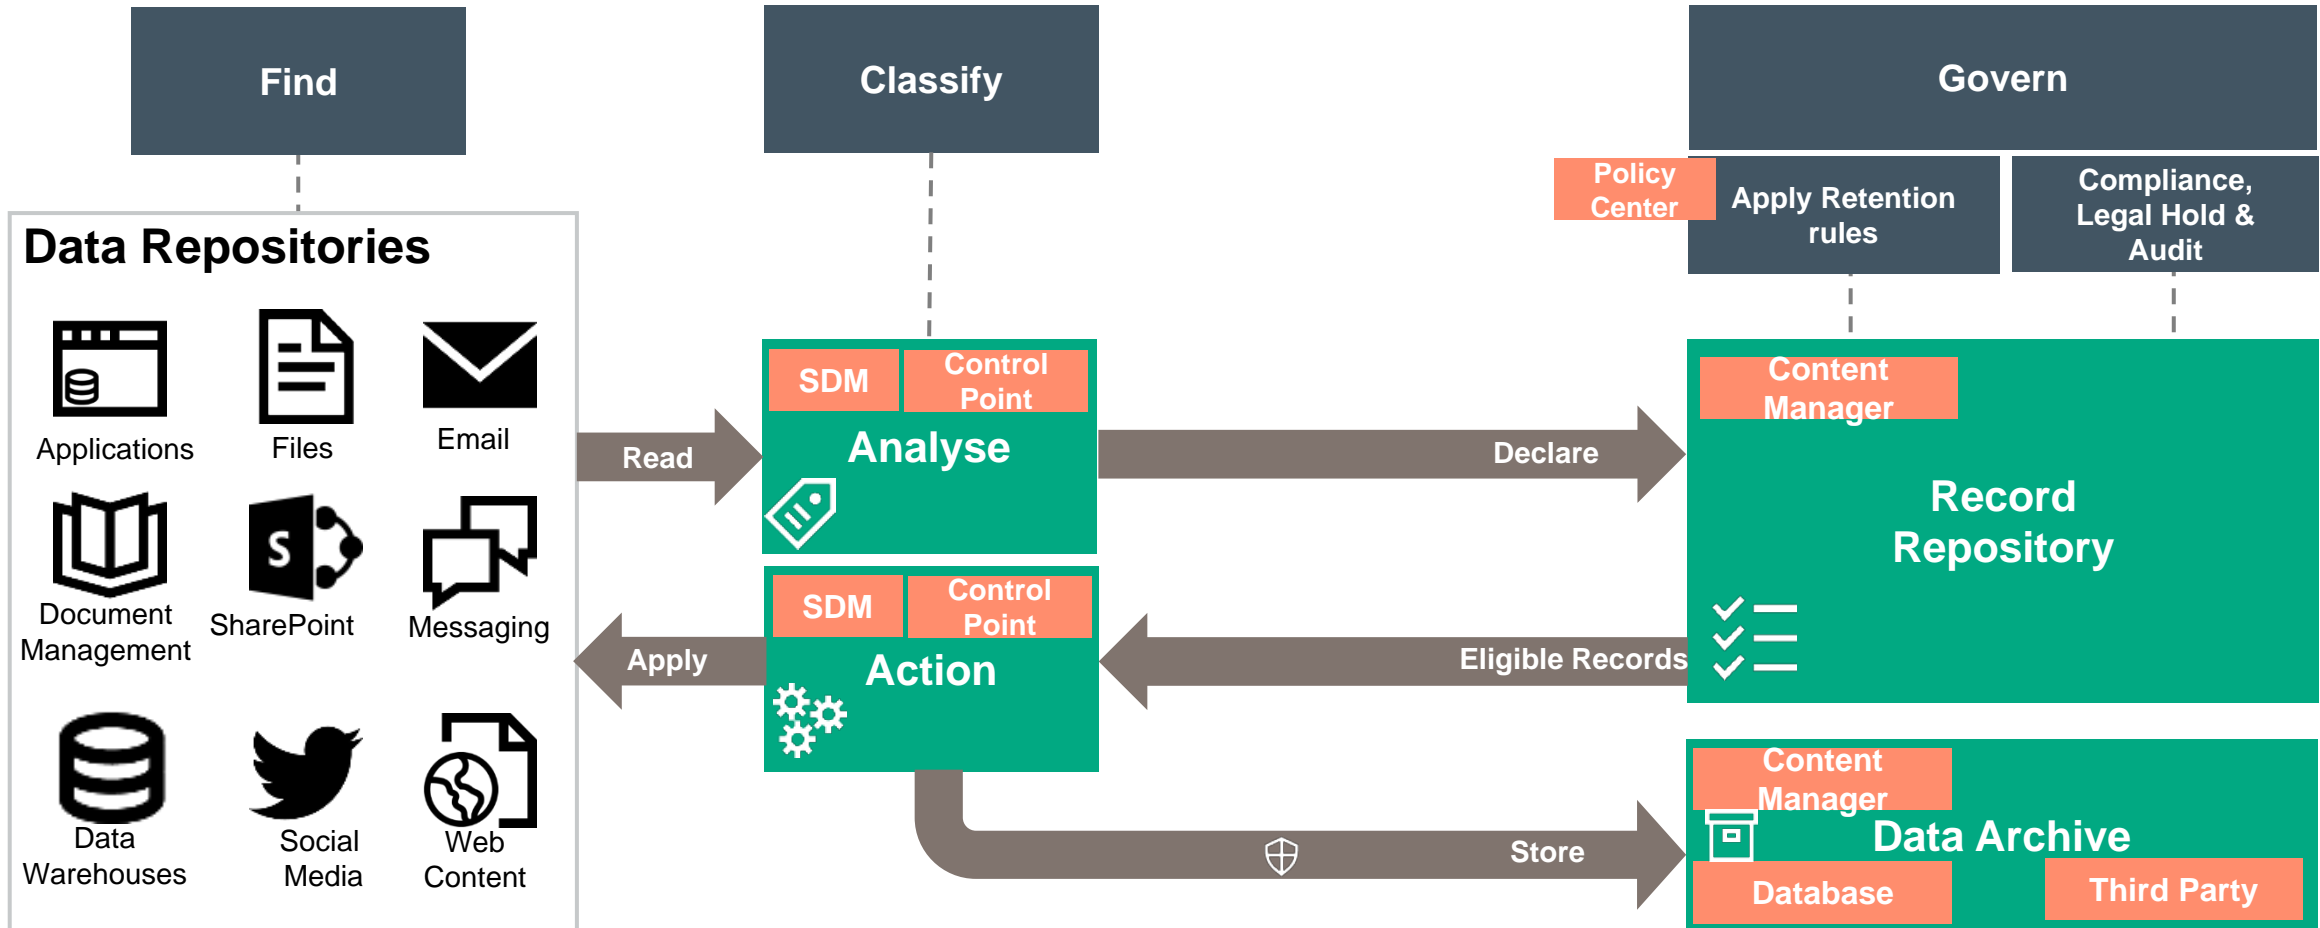 Find
Classify
Govern
Policy
Center
Apply Retention
rules
Compliance,
Legal Hold &
Audit
Data Repositories
Applications
Files
Email
Document
Management
S
SharePoint
Messaging
Data
Warehouses
Social
Media
Web
Content
Read
Apply
SDM
Control
Point
Analyse
SDM
Control
Point
Action
Declare
Eligible Records
Store
Content
Manager
Record
Repository
Content
Manager
Data Archive
Database
Third Party